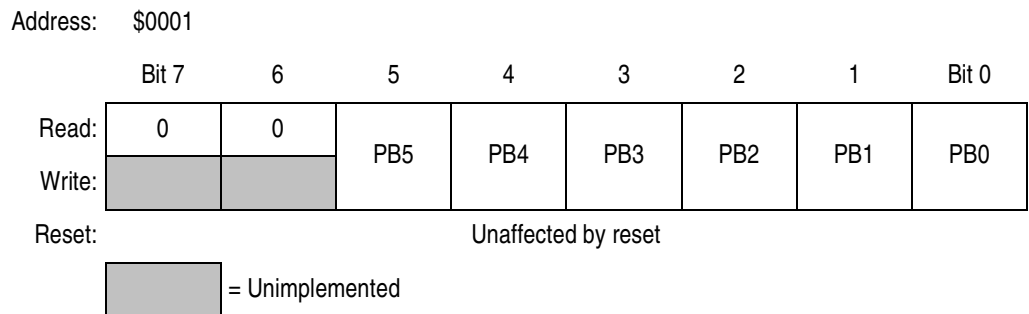 Address: $0001
Bit 7 6 5 4 3 2 1 Bit 0
Read: 0 0 PB5 PB4 PB3 PB2 PB1 PB0
Write:
Reset: Unaffected by reset
= Unimplemented